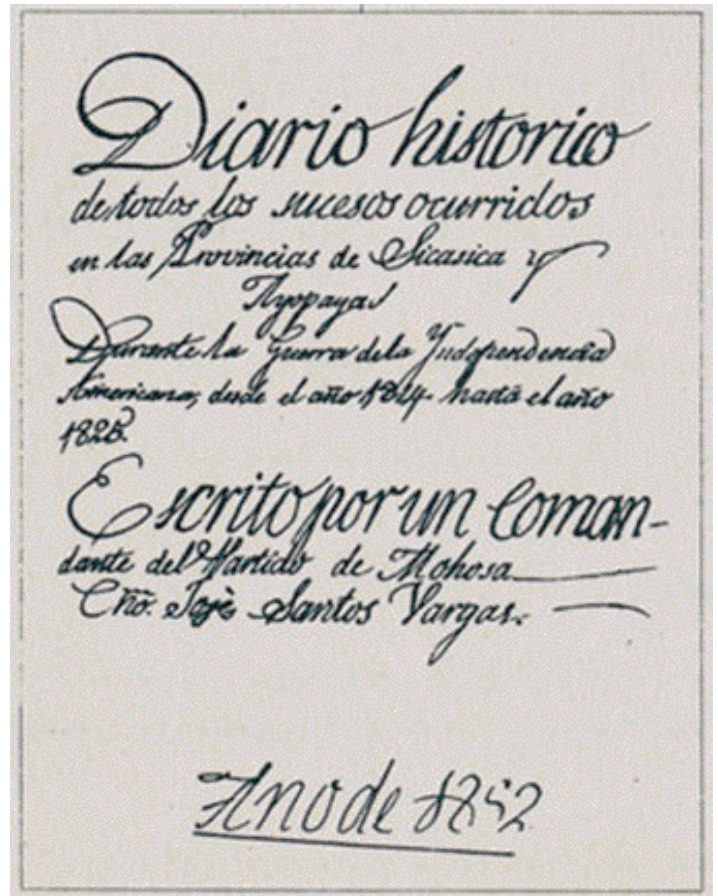 Diario historico
de todos los sucesos ocurridos
en las Provincias de Sicasica y
Ayopaya
Durante la Guerra de la Yndependencia
Americana, desde el año 1814 hasta el año
1825.
Escrito por un Coman-
dante del Partido de Mohosa
Cño. José Santos Vargas.
Ano de 1852